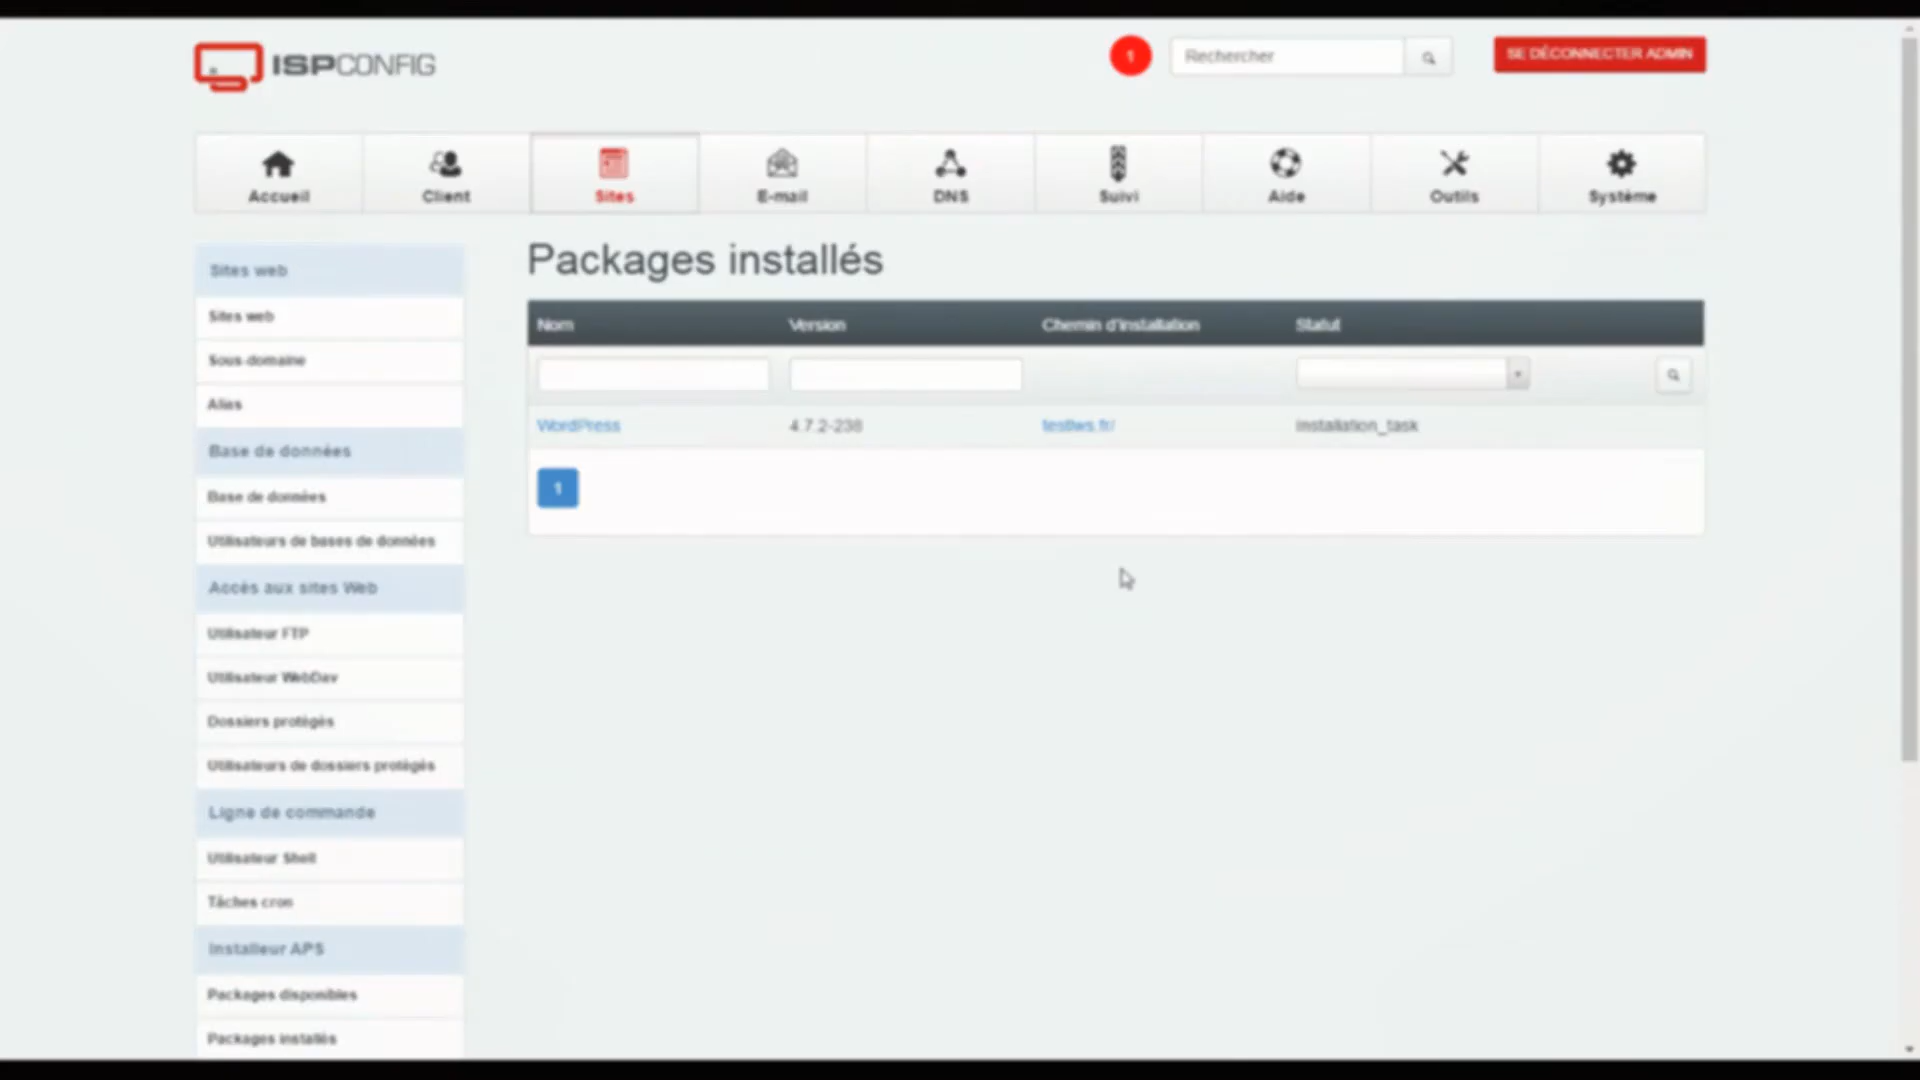 ISPCONFIG
1
Rechercher
SE DÉCONNECTER ADMIN
Accueil
Client
Sites
E-mail
DNS
Suivi
Aide
Outils
Système
Sites web
Sites web
Sous-domaine
Alias
Base de données
Base de données
Utilisateurs de bases de données
Accès aux sites Web
Utilisateur FTP
Utilisateur WebDav
Dossiers protégés
Utilisateurs de dossiers protégés
Ligne de commande
Utilisateur Shell
Tâches cron
Installeur APS
Packages disponibles
Packages installés
Packages installés
Nom Version Chemin d'installation Statut
WordPress 4.7.2-238 testlws.fr/ installation_task
1